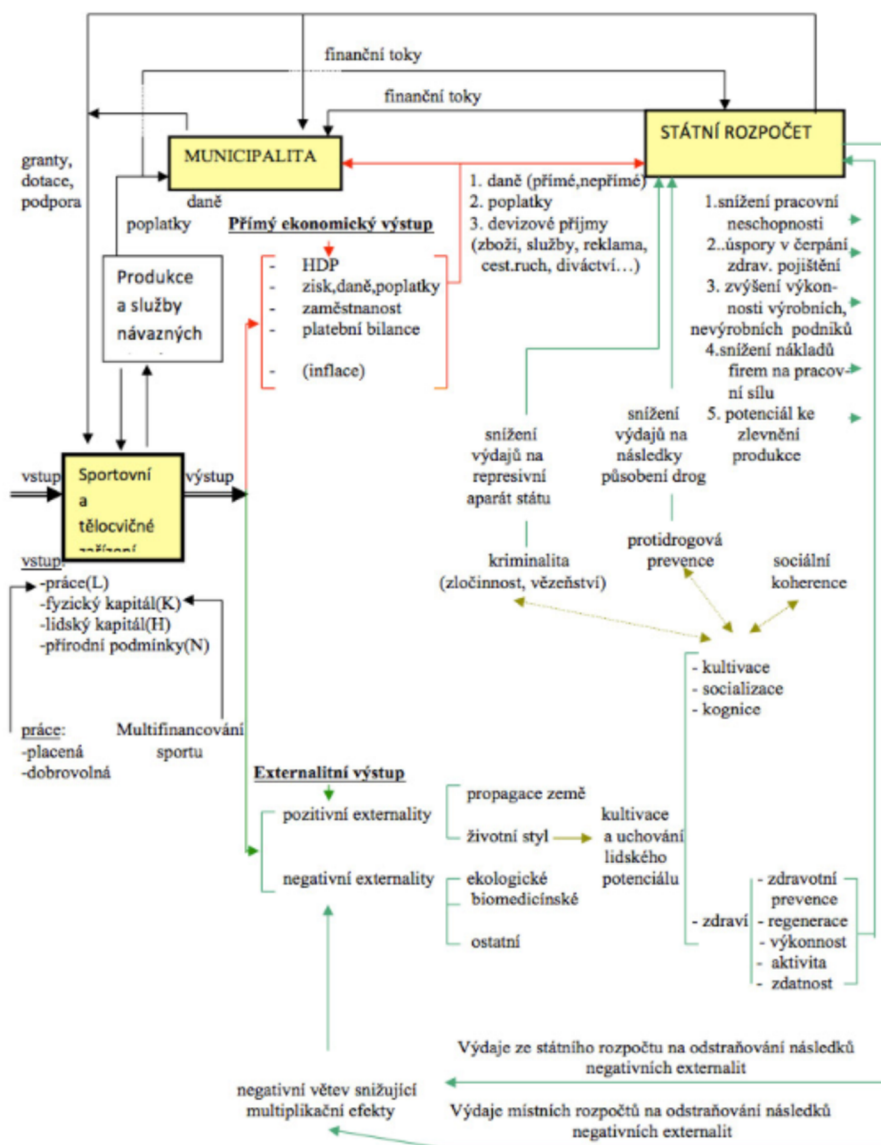 finanční toky
finanční toky
STÁTNÍ ROZPOČET
MUNICIPALITA
granty,
dotace,
podpora
daně
poplatky
Přímý ekonomický výstup
1. daně (přímé,nepřímé)
2. poplatky
3. devizové příjmy
(zboží, služby, reklama,
cest.ruch, diváctví…)
1.snížení pracovní
neschopnosti
2..úspory v čerpání
zdrav. pojištění
3. zvýšení výkon-
nosti výrobních,
nevýrobních podniků
4.snížení nákladů
firem na pracov-
ní sílu
5. potenciál ke
zlevnění
produkce
Produkce
a služby
návazných
- HDP
- zisk,daně,poplatky
- zaměstnanost
- platební bilance
- (inflace)
snížení
výdajů na
represivní
aparát státu
snížení
výdajů na
následky
působení drog
vstup
Sportovní
a
tělocvičné
zařízení
výstup
vstup:
-práce(L)
-fyzický kapitál(K)
-lidský kapitál(H)
-přírodní podmínky(N)
kriminalita
(zločinnost, vězeňství)
protidrogová
prevence
sociální
koherence
- kultivace
- socializace
- kognice
práce:
-placená
-dobrovolná
Multifinancování
sportu
Externalitní výstup
pozitivní externality
propagace země
životní styl
kultivace
a uchování
lidského
potenciálu
negativní externality
ekologické
biomedicínské
ostatní
- zdraví
- zdravotní
prevence
- regenerace
- výkonnost
- aktivita
- zdatnost
Výdaje ze státního rozpočtu na odstraňování následků
negativních externalit
negativní větev snižující
multiplikační efekty
Výdaje místních rozpočtů na odstraňování následků
negativních externalit